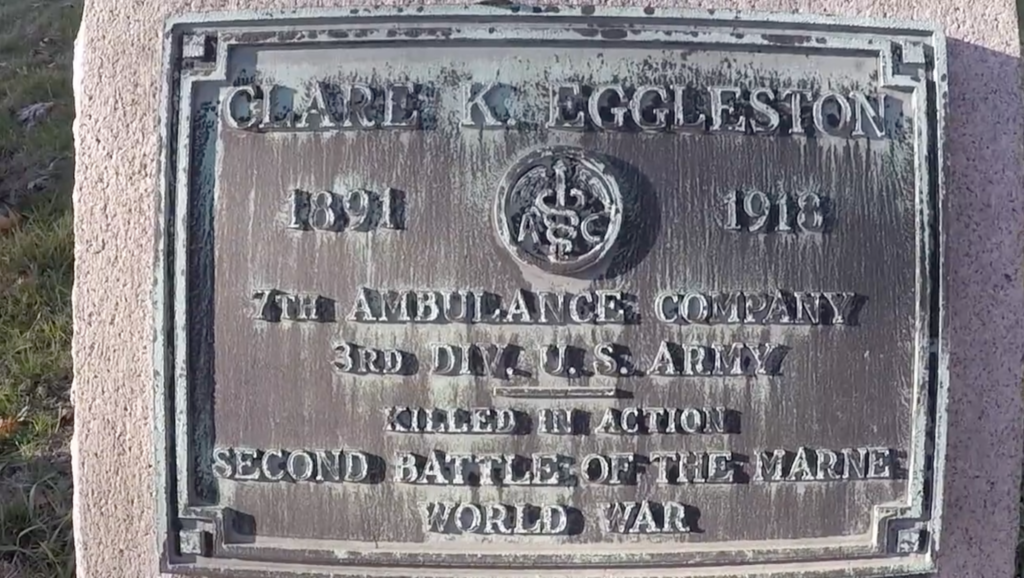 CLARE K. EGGLESTON
1891 A C 1918
7TH AMBULANCE COMPANY
3RD DIV. U.S. ARMY
KILLED IN ACTION
SECOND BATTLE OF THE MARNE
WORLD WAR